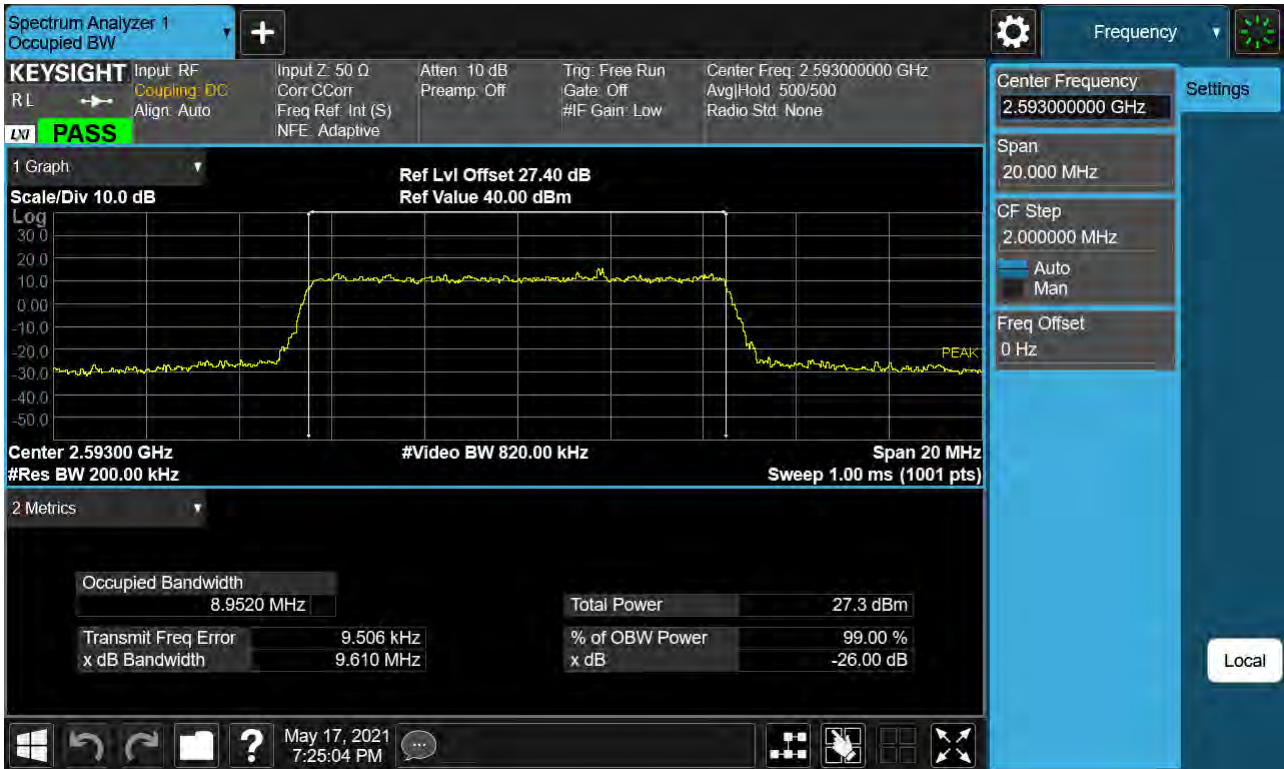 Spectrum Analyzer 1
Occupied BW
+
Frequency
KEYSIGHT
R L
LXI
PASS
Input: RF
Coupling: DC
Align: Auto
Input Z: 50 Ω
Corr CCorr
Freq Ref: Int (S)
NFE: Adaptive
Atten: 10 dB
Preamp: Off
Trig: Free Run
Gate: Off
#IF Gain: Low
Center Freq: 2.593000000 GHz
Avg|Hold: 500/500
Radio Std: None
Center Frequency
2.593000000 GHz
Settings
Span
20.000 MHz
CF Step
2.000000 MHz
Auto
Man
Freq Offset
0 Hz
1 Graph
Scale/Div 10.0 dB
Ref Lvl Offset 27.40 dB
Ref Value 40.00 dBm
Log
30.0
20.0
10.0
0.00
-10.0
-20.0
-30.0
-40.0
-50.0
PEAK
Center 2.59300 GHz
#Video BW 820.00 kHz
Span 20 MHz
#Res BW 200.00 kHz
Sweep 1.00 ms (1001 pts)
2 Metrics
Occupied Bandwidth
8.9520 MHz
Total Power 27.3 dBm
Transmit Freq Error 9.506 kHz
% of OBW Power 99.00 %
x dB Bandwidth 9.610 MHz
x dB -26.00 dB
Local
?
May 17, 2021
7:25:04 PM